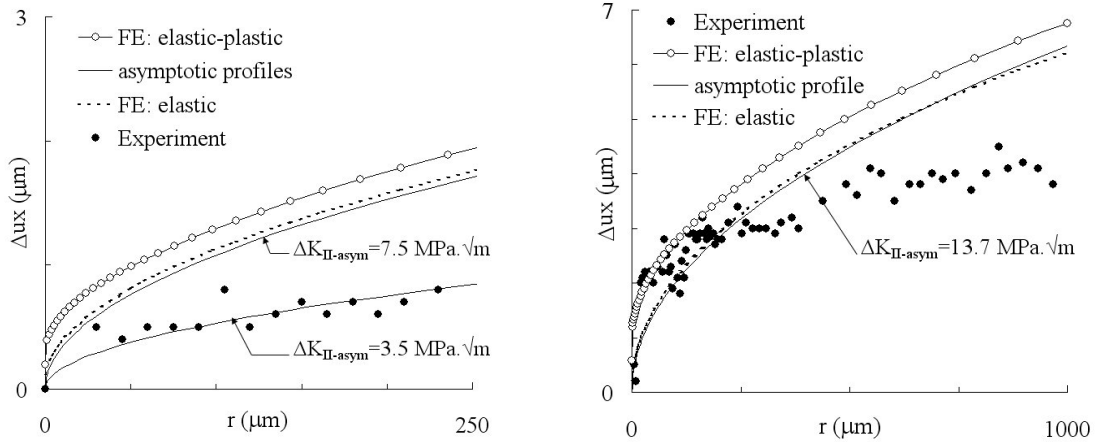 3
FE: elastic-plastic
asymptotic profiles
FE: elastic
Experiment
Δux (μm)
ΔK_II-asym=7.5 MPa.√m
ΔK_II-asym=3.5 MPa.√m
0
0
r (μm)
250
7
Experiment
FE: elastic-plastic
asymptotic profile
FE: elastic
Δux (μm)
ΔK_II-asym=13.7 MPa.√m
0
0
r (μm)
1000